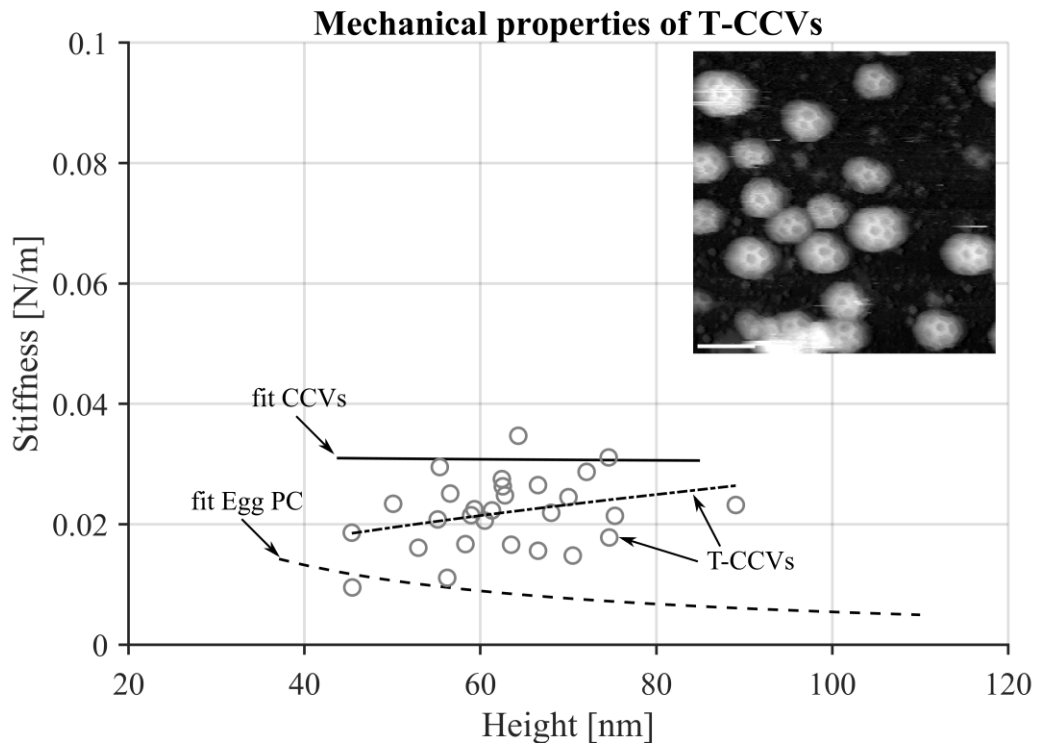 Mechanical properties of T-CCVs
0.1
0.08
0.06
0.04
0.02
0
Stiffness [N/m]
fit CCVs
fit Egg PC
T-CCVs
20 40 60 80 100 120
Height [nm]